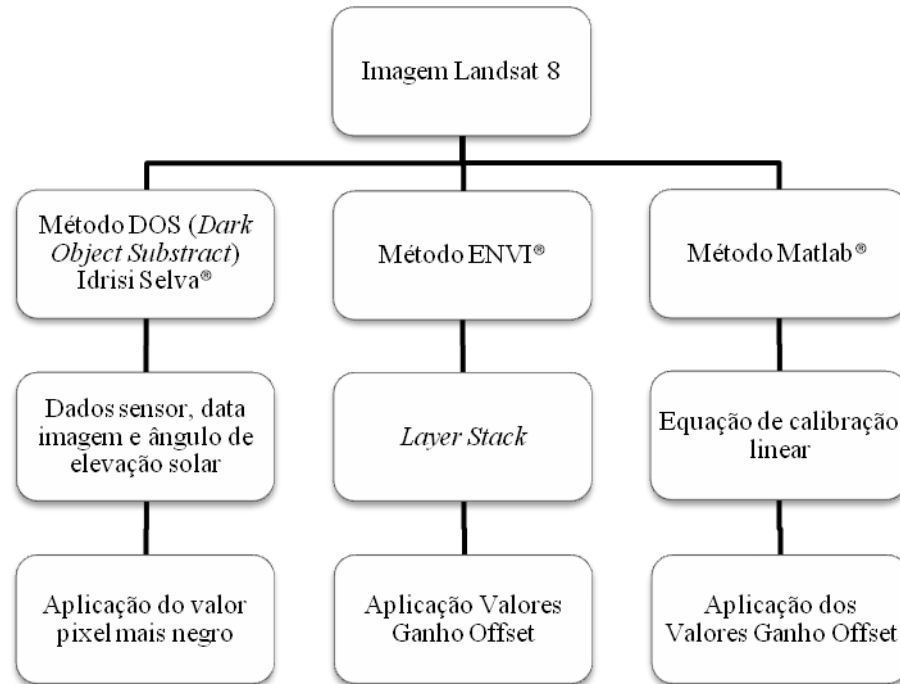 Imagem Landsat 8
Método DOS (Dark
Object Substract)
Idrisi Selva®
Método ENVI®
Método Matlab®
Dados sensor, data
imagem e ângulo de
elevação solar
Layer Stack
Equação de calibração
linear
Aplicação do valor
pixel mais negro
Aplicação Valores
Ganho Offset
Aplicação dos
Valores Ganho Offset